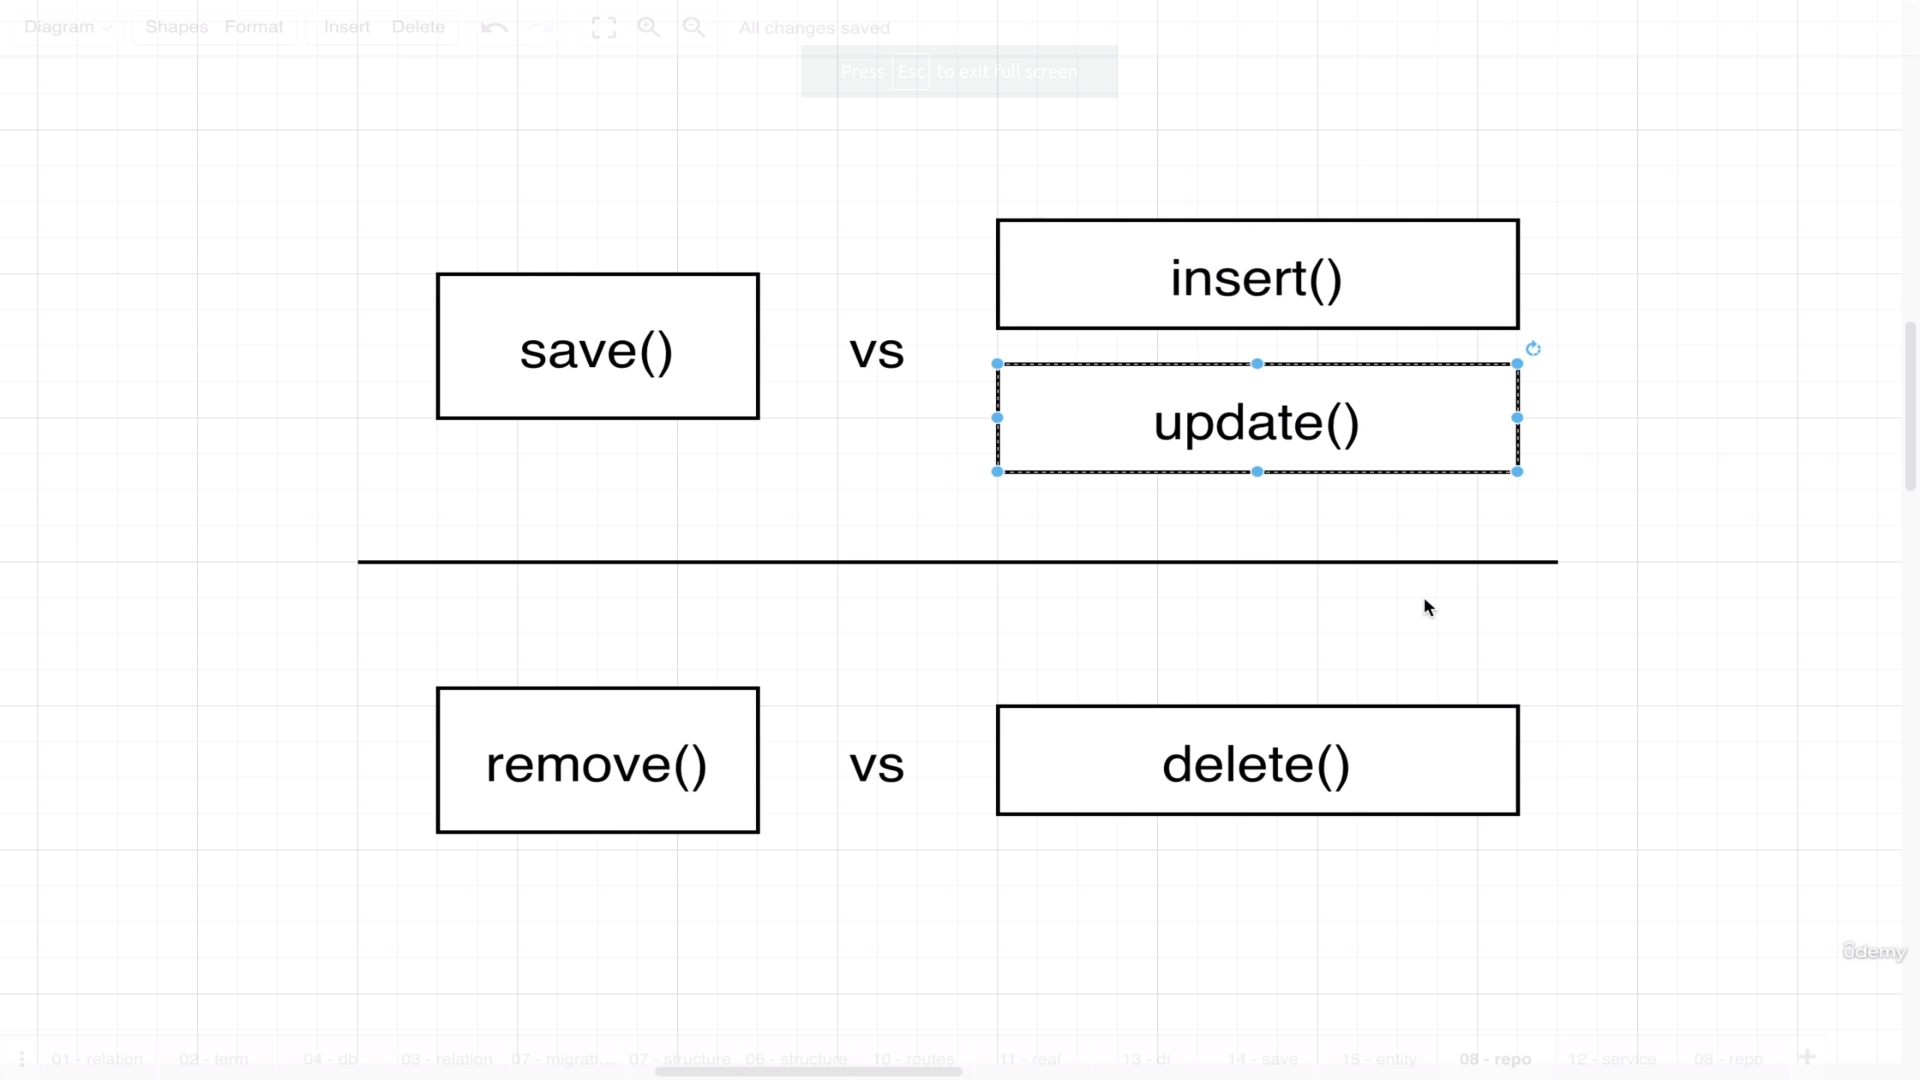 Diagram Shapes Format Insert Delete All changes saved
Press Esc to exit full screen
insert()
save() vs
update()
remove() vs delete()
ûdemy
01 - relation 02 - term 04 - db 03 - relation 07 - migrati... 07 - structure 06 - structure 10 - routes 11 - real 13 - di 14 - save 15 - entity 08 - repo 12 - service 08 - repo